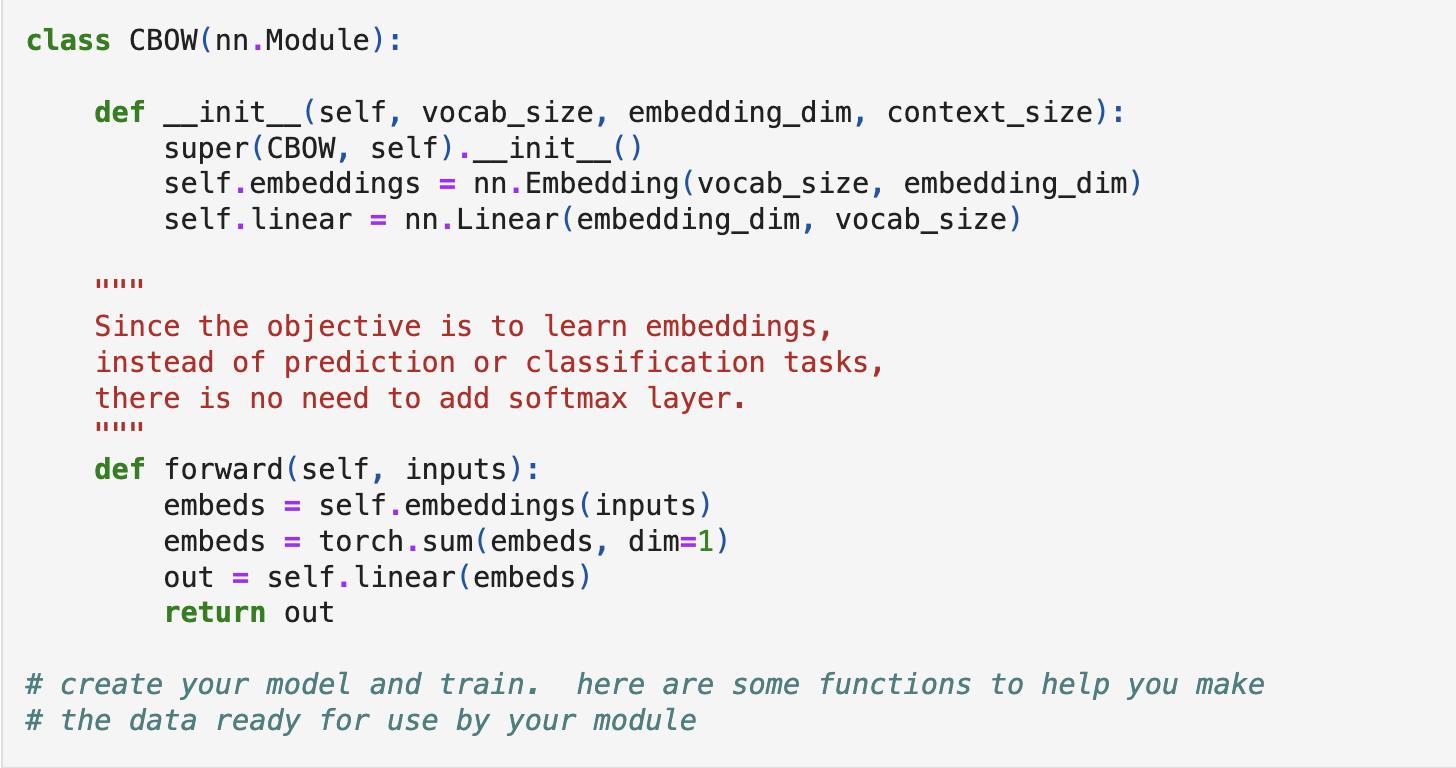 class CBOW(nn.Module):
def __init__(self, vocab_size, embedding_dim, context_size):
super(CBOW, self).__init__()
self.embeddings = nn.Embedding(vocab_size, embedding_dim)
self.linear = nn.Linear(embedding_dim, vocab_size)
"""
Since the objective is to learn embeddings,
instead of prediction or classification tasks,
there is no need to add softmax layer.
"""
def forward(self, inputs):
embeds = self.embeddings(inputs)
embeds = torch.sum(embeds, dim=1)
out = self.linear(embeds)
return out
# create your model and train.  here are some functions to help you make
# the data ready for use by your module